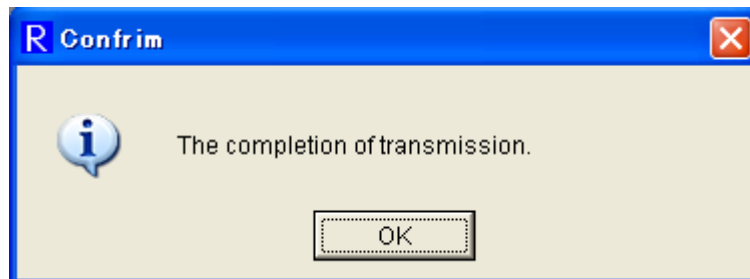 R Confrim
The completion of transmission.
OK